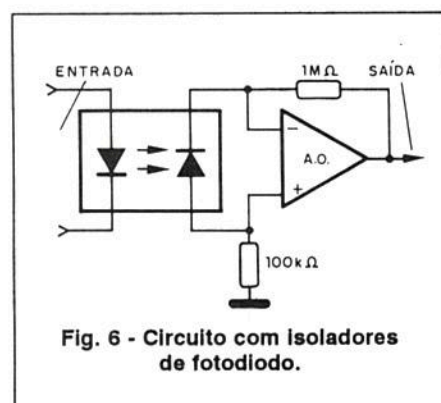 ENTRADA
1MΩ
SAÍDA
−
A.O.
+
100kΩ
Fig. 6 - Circuito com isoladores
de fotodiodo.